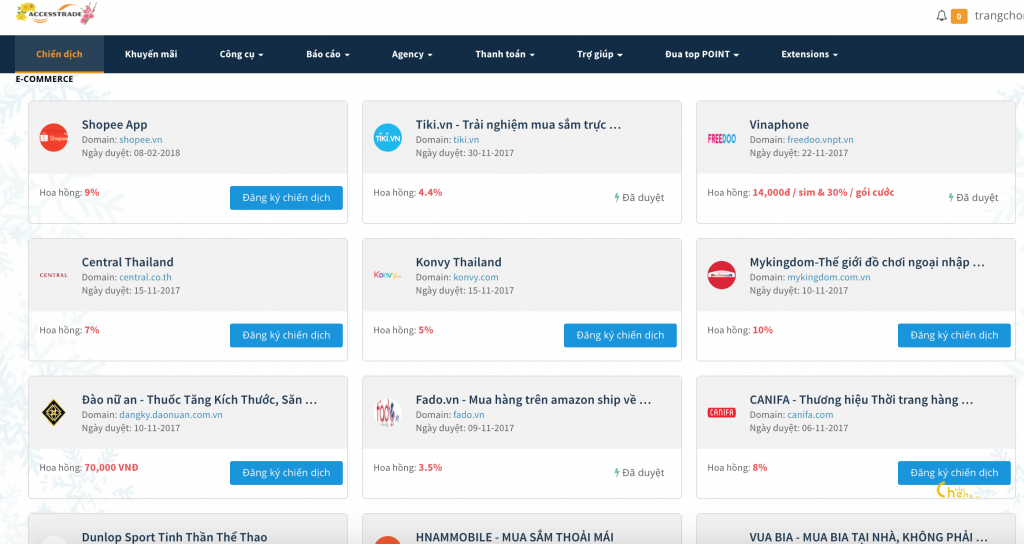 ACCESSTRADE
0 trangchon
Chiến dịch Khuyến mãi Công cụ Báo cáo Agency Thanh toán Trợ giúp Đua top POINT Extensions
E-COMMERCE
Shopee App
Domain: shopee.vn
Ngày duyệt: 08-02-2018
Hoa hồng: 9%
Đăng ký chiến dịch
TIKI.VN
Tiki.vn - Trải nghiệm mua sắm trực ...
Domain: tiki.vn
Ngày duyệt: 30-11-2017
Hoa hồng: 4.4%
Đã duyệt
FREEDOO
Vinaphone
Domain: freedoo.vnpt.vn
Ngày duyệt: 22-11-2017
Hoa hồng: 14,000đ / sim & 30% / gói cước
Đã duyệt
CENTRAL
Central Thailand
Domain: central.co.th
Ngày duyệt: 15-11-2017
Hoa hồng: 7%
Đăng ký chiến dịch
Konvy
Konvy Thailand
Domain: konvy.com
Ngày duyệt: 15-11-2017
Hoa hồng: 5%
Đăng ký chiến dịch
Mykingdom-Thế giới đồ chơi ngoại nhập ...
Domain: mykingdom.com.vn
Ngày duyệt: 10-11-2017
Hoa hồng: 10%
Đăng ký chiến dịch
Đào nữ an - Thuốc Tăng Kích Thước, Săn ...
Domain: dangky.daonuan.com.vn
Ngày duyệt: 10-11-2017
Hoa hồng: 70,000 VNĐ
Đăng ký chiến dịch
fado.vn
Fado.vn - Mua hàng trên amazon ship về ...
Domain: fado.vn
Ngày duyệt: 09-11-2017
Hoa hồng: 3.5%
Đã duyệt
CANIFA
CANIFA - Thương hiệu Thời trang hàng ...
Domain: canifa.com
Ngày duyệt: 06-11-2017
Hoa hồng: 8%
Đăng ký chiến dịch
Dunlop Sport Tinh Thần Thể Thao
HNAMMOBILE - MUA SẮM THOẢI MÁI
VUA BIA - MUA BIA TẠI NHÀ, KHÔNG PHẢI ...